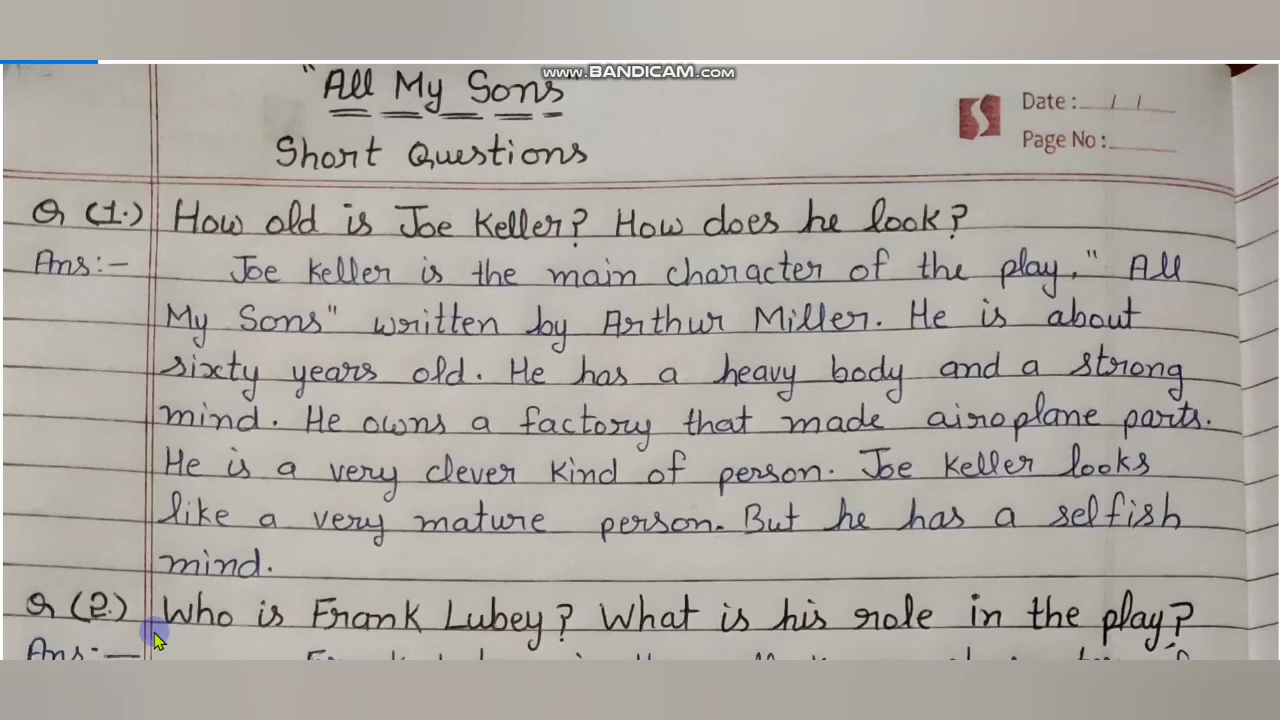 www.BANDICAM.com
"All My Sons"
Date: / /
Page No:
Short Questions
Q (1.) How old is Joe Keller? How does he look?
Ans:- Joe Keller is the main character of the play, " All
My Sons" written by Arthur Miller. He is about
sixty years old. He has a heavy body and a strong
mind. He owns a factory that made airoplane parts.
He is a very clever kind of person. Joe Keller looks
like a very mature person. But he has a selfish
mind.
Q (2.) Who is Frank Lubey? What is his role in the play?
Ans:-